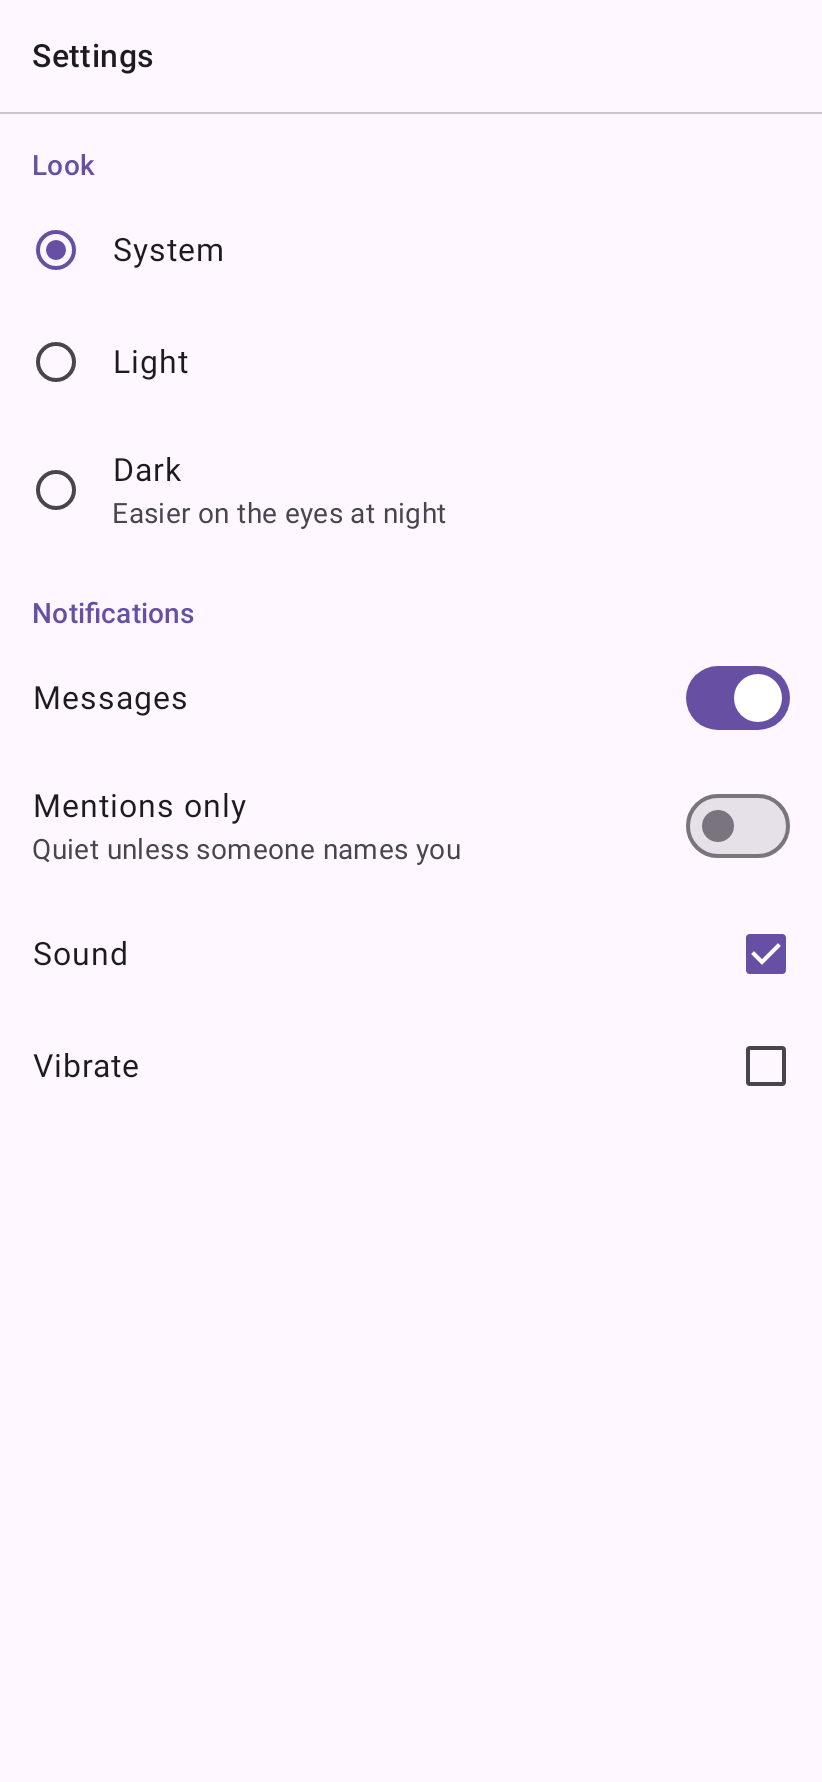 Settings
Look
System
Light
Dark
Easier on the eyes at night
Notifications
Messages
Mentions only
Quiet unless someone names you
Sound
Vibrate